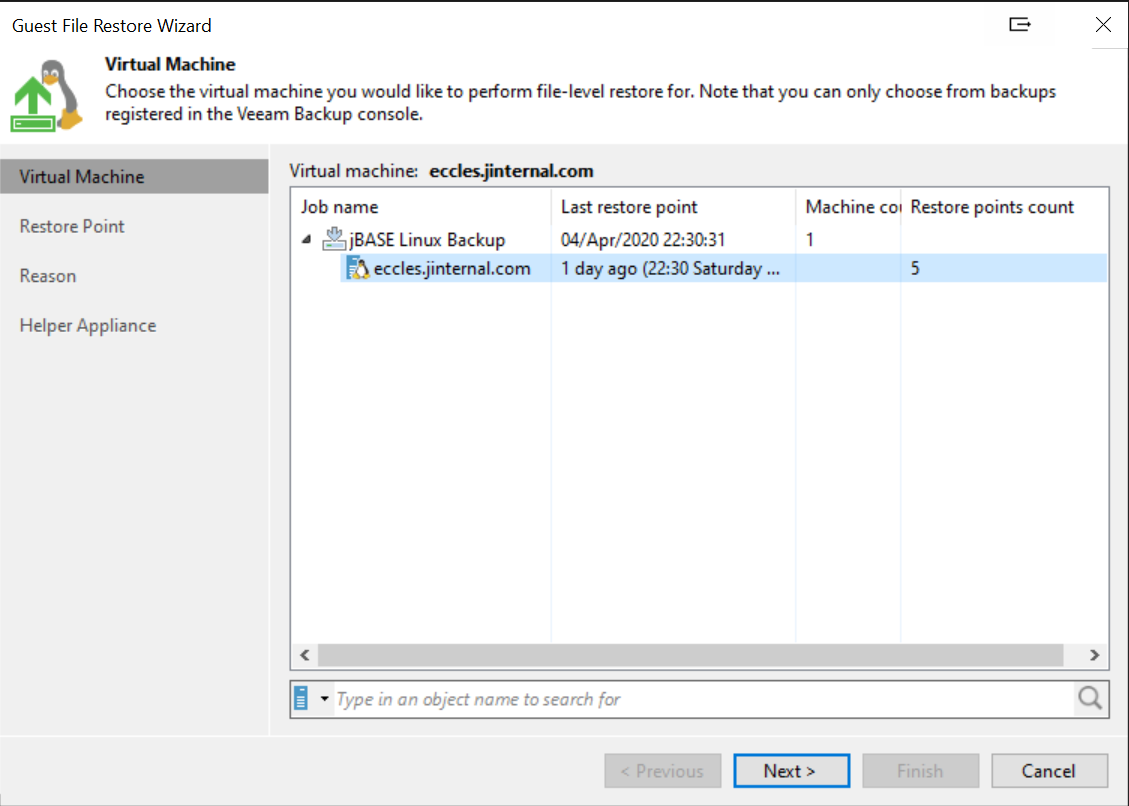 Guest File Restore Wizard
Virtual Machine
Choose the virtual machine you would like to perform file-level restore for. Note that you can only choose from backups
registered in the Veeam Backup console.
Virtual Machine
Restore Point
Reason
Helper Appliance
Virtual machine: eccles.jinternal.com
Job name Last restore point Machine cou Restore points count
jBASE Linux Backup 04/Apr/2020 22:30:31 1
eccles.jinternal.com 1 day ago (22:30 Saturday ... 5
Type in an object name to search for
< Previous Next > Finish Cancel